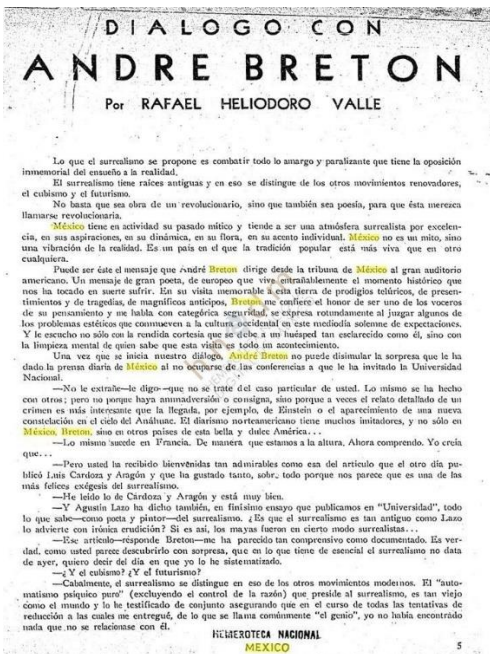 DIALOGO CON
ANDRE BRETON
Por RAFAEL HELIODORO VALLE
Lo que el surrealismo se propone es combatir todo lo amargo y paralizante que tiene la oposición
inmemorial del ensueño a la realidad.
El surrealismo tiene raíces antiguas y en eso se distingue de los otros movimientos renovadores,
el cubismo y el futurismo.
No basta que sea obra de un revolucionario, sino que también sea poesía, para que ésta merezca
llamarse revolucionaria.
México tiene en actividad su pasado mítico y tiende a ser una atmósfera surrealista por excelen-
cia, en sus aspiraciones, en su dinámica, en su flora, en su acento individual. México no es un mito, sino
una vibración de la realidad. Es un país en el que la tradición popular está más viva que en otro
cualquiera.
Puede ser éste el mensaje que André Breton dirige desde la tribuna de México al gran auditorio
americano. Un mensaje de gran poeta, de europeo que vive entrañablemente el momento histórico que
nos ha tocado en suerte sufrir. En su visita memorable a esta tierra de prodigios telúricos, de presen-
timientos y de tragedias, de magníficos anticipos, Breton me confiere el honor de ser uno de los voceros
de su pensamiento y me habla con categórica seguridad, se expresa rotundamente al juzgar algunos de
los problemas estéticos que conmueven a la cultura occidental en este mediodía solemne de expectaciones.
Y le escucho no sólo con la rendida cortesía que se debe a un huésped tan esclarecido como él, sino con
la limpieza mental de quien sabe que esta visita es todo un acontecimiento.
Una vez que se inicia nuestro diálogo, André Breton no puede disimular la sorpresa que le ha
dado la prensa diaria de México al no ocuparse de las conferencias a que le ha invitado la Universidad
Nacional.
—No le extrañe—le digo—que no se trate del caso particular de usted. Lo mismo se ha hecho
con otros; pero no porque haya animadversión o consigna, sino porque a veces el relato detallado de un
crimen es más interesante que la llegada, por ejemplo, de Einstein o el aparecimiento de una nueva
constelación en el cielo del Anáhuac. El diarismo norteamericano tiene muchos imitadores, y no sólo en
México, Breton, sino en otros países de esta bella y dulce América...
—Lo mismo sucede en Francia. De manera que estamos a la altura, Ahora comprendo. Yo creía
que...
—Pero usted ha recibido bienvenidas tan admirables como esa del artículo que el otro día pu-
blicó Luis Cardoza y Aragón y que ha gustado tanto, sobre todo porque nos parece que es una de las
más felices exégesis del surrealismo.
—He leído lo de Cardoza y Aragón y está muy bien.
—Y Agustín Lazo ha dicho también, en finísimo ensayo que publicamos en "Universidad", todo
lo que sabe—como poeta y pintor—del surrealismo. ¿Es que el surrealismo es tan antiguo como Lazo
lo advierte con irónica erudición? Si es así, los mayas fueron en cierto modo surrealistas...
—Ese artículo—responde Breton—me ha parecido tan comprensivo como documentado. Es ver-
dad, como usted parece descubrirlo con sorpresa, que en lo que tiene de esencial el surrealismo no data
de ayer, quiero decir del día en que yo lo he sistematizado.
—¿Y el cubismo? ¿Y el futurismo?
—Cabalmente, el surrealismo se distingue en eso de los otros movimientos modernos. El "auto-
matismo psíquico puro" (excluyendo el control de la razón) que preside al surrealismo, es tan viejo
como el mundo y lo he testificado de conjunto asegurando que en el curso de todas las tentativas de
reducción a las cuales me entregué, de lo que se llama comúnmente "el genio", yo no había encontrado
nada que no se relacionase con él.
HEMEROTECA NACIONAL
MEXICO
5